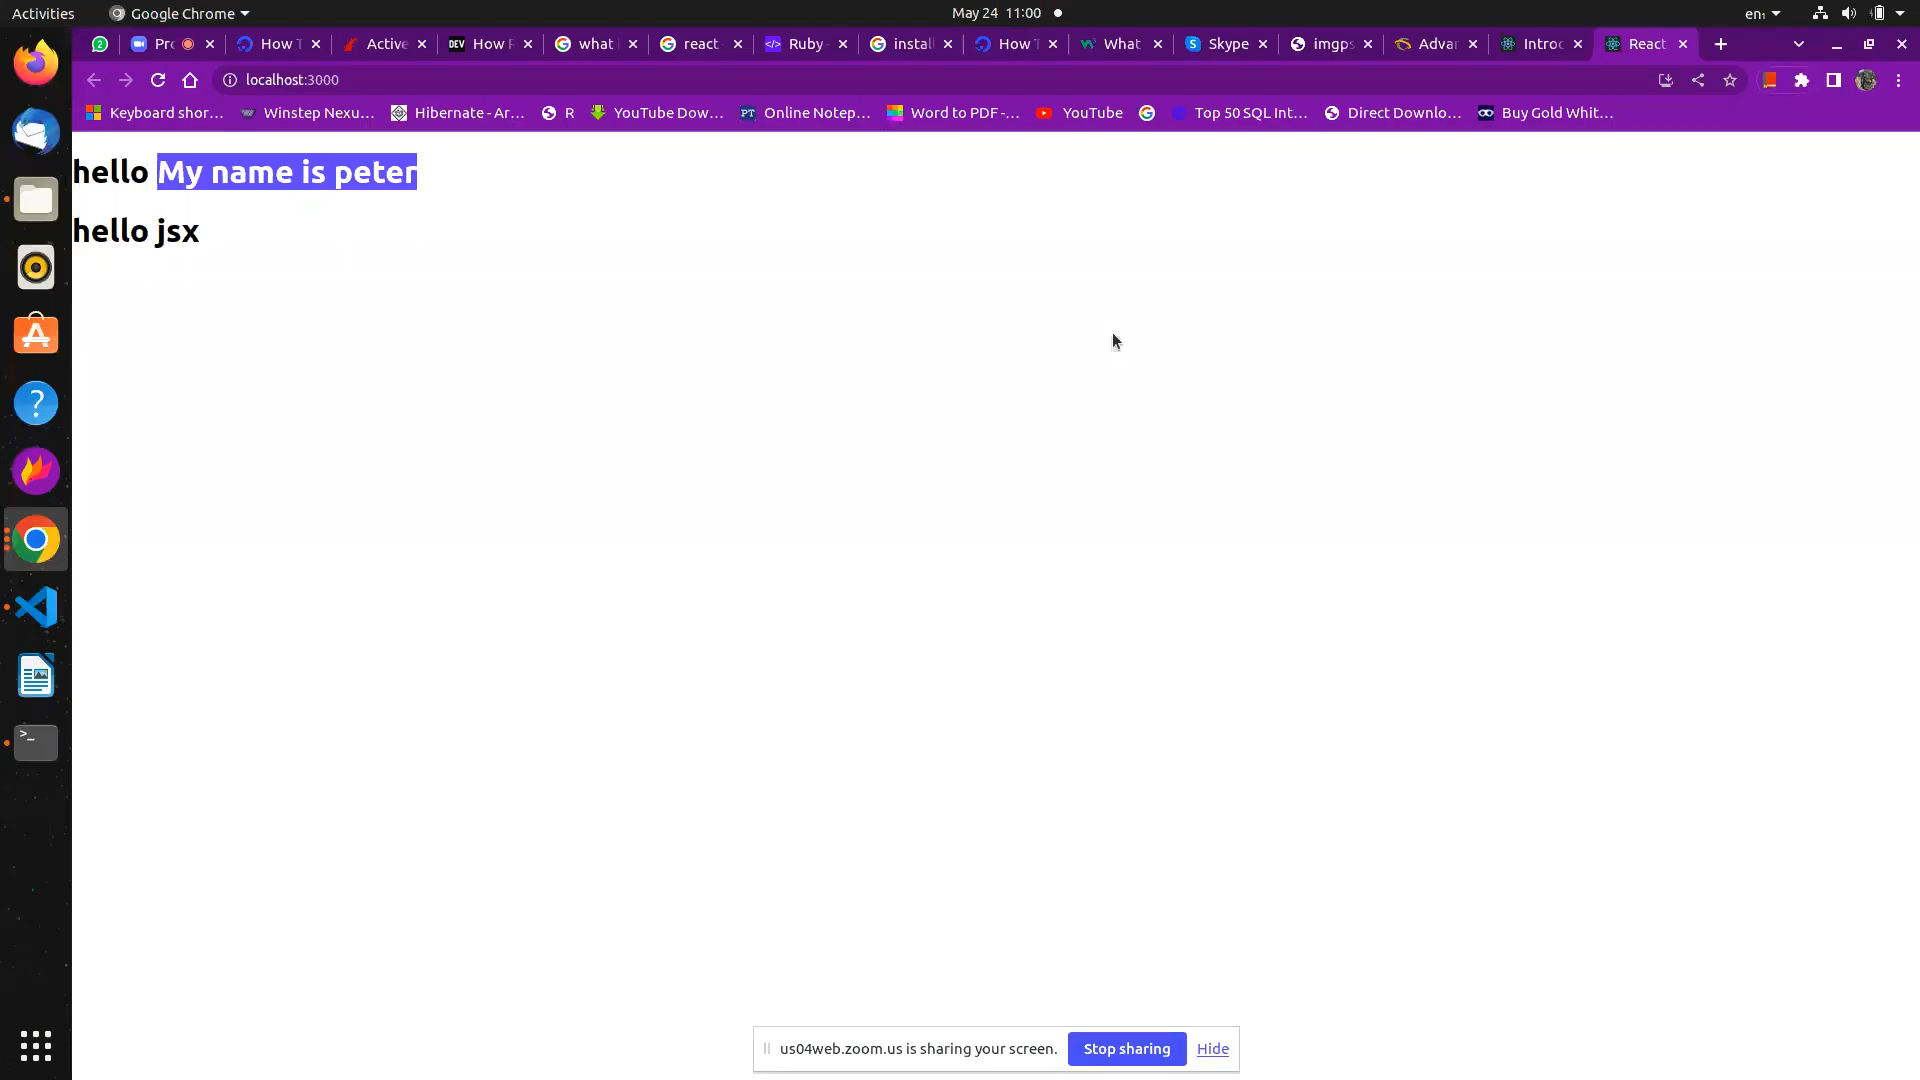 Activities Google Chrome May 24 11:00 en₁
Pro How T Active DEV How R what react Ruby install How T What Skype imgps Advar Introd React
localhost:3000
Keyboard shor... Winstep Nexu... Hibernate - Ar... R YouTube Dow... PT Online Notep... Word to PDF -... YouTube Top 50 SQL Int... Direct Downlo... Buy Gold Whit...
hello My name is peter
hello jsx
us04web.zoom.us is sharing your screen. Stop sharing Hide